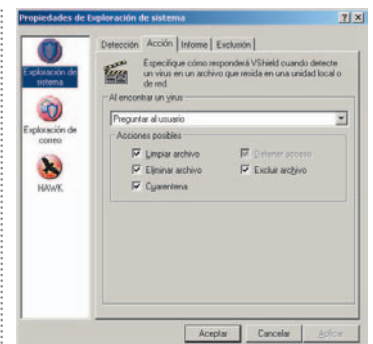 Propiedades de Exploración de sistema
Exploración de sistema
Exploración de correo
HAWK
Detección Acción Informe Exclusión
Especifique cómo responderá VShield cuando detecte
un virus en un archivo que resida en una unidad local o
de red.
Al encontrar un virus
Preguntar al usuario
Acciones posibles
Limpiar archivo Detener acceso
Eliminar archivo Excluir archivo
Cuarentena
Aceptar Cancelar Aplicar